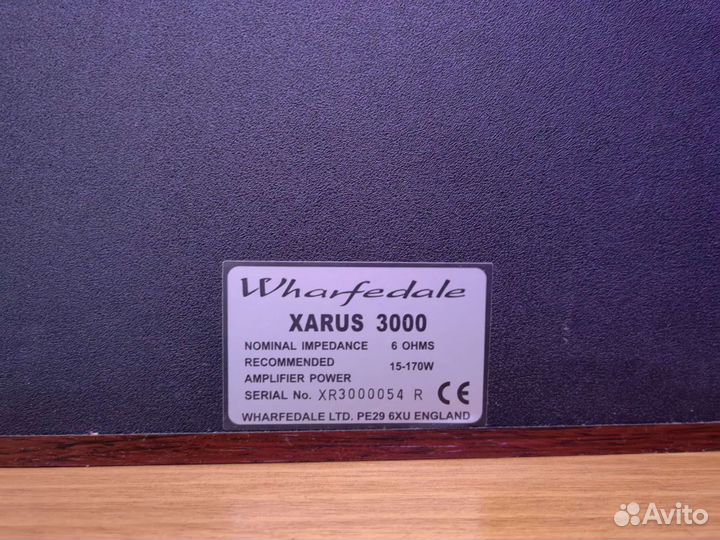 Wharfedale
XARUS 3000
NOMINAL IMPEDANCE 6 OHMS
RECOMMENDED 15-170W
AMPLIFIER POWER
SERIAL No. XR3000054 R CE
WHARFEDALE LTD. PE29 6XU ENGLAND
Avito